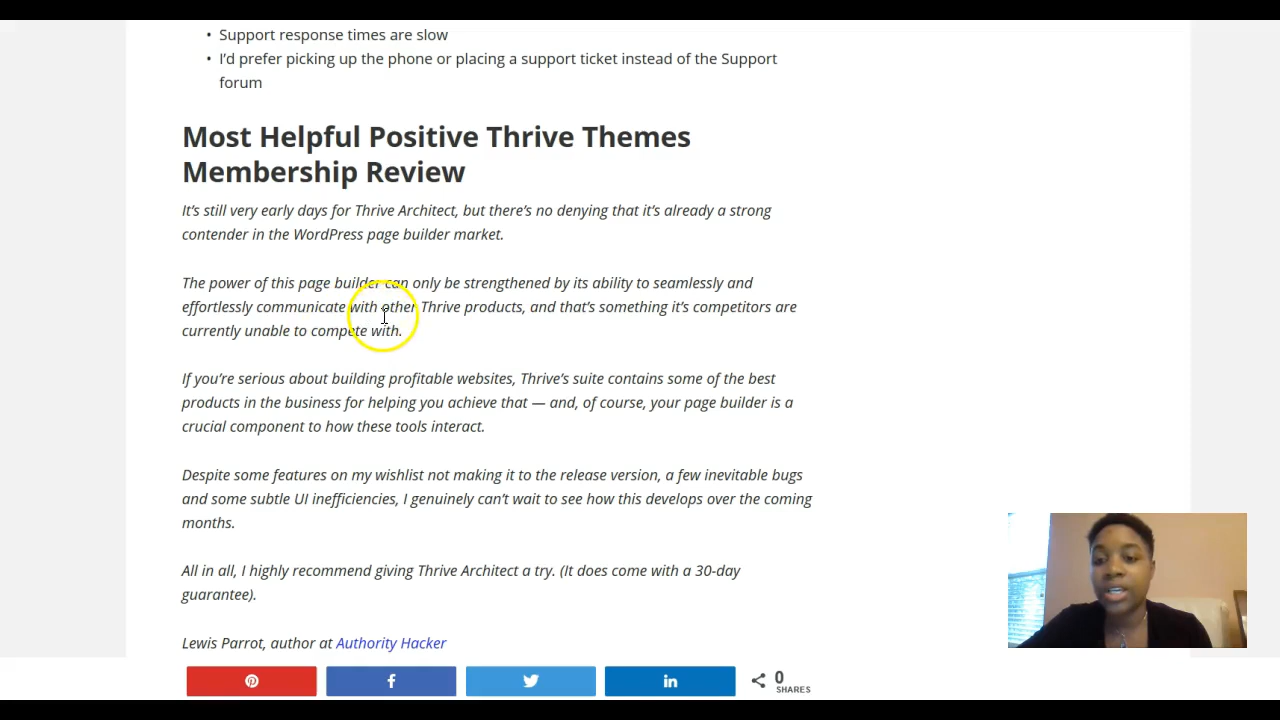 Support response times are slow
I'd prefer picking up the phone or placing a support ticket instead of the Support
forum
Most Helpful Positive Thrive Themes
Membership Review
It's still very early days for Thrive Architect, but there's no denying that it's already a strong
contender in the WordPress page builder market.
The power of this page builder can only be strengthened by its ability to seamlessly and
effortlessly communicate with other Thrive products, and that's something it's competitors are
currently unable to compete with.
If you're serious about building profitable websites, Thrive's suite contains some of the best
products in the business for helping you achieve that — and, of course, your page builder is a
crucial component to how these tools interact.
Despite some features on my wishlist not making it to the release version, a few inevitable bugs
and some subtle UI inefficiencies, I genuinely can't wait to see how this develops over the coming
months.
All in all, I highly recommend giving Thrive Architect a try. (It does come with a 30-day
guarantee).
Lewis Parrot, author at Authority Hacker
0
SHARES